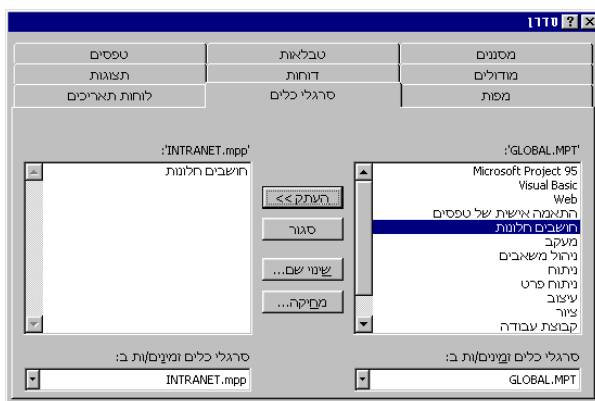 סדרן
מסננים טבלאות טפסים
מודולים דוחות תצוגות
מפות סרגלי כלים לוחות תאריכים
'GLOBAL.MPT':
Microsoft Project 95
Visual Basic
Web
התאמה אישית של טפסים
חושבים חלונות
מעקב
ניהול משאבים
ניתוח
ניתוח פרט
עיצוב
ציור
קבוצת עבודה
סרגלי כלים זמינים/ות ב:
GLOBAL.MPT
העתק >>
סגור
שינוי שם...
מחיקה...
'INTRANET.mpp':
חושבים חלונות
סרגלי כלים זמינים/ות ב:
INTRANET.mpp